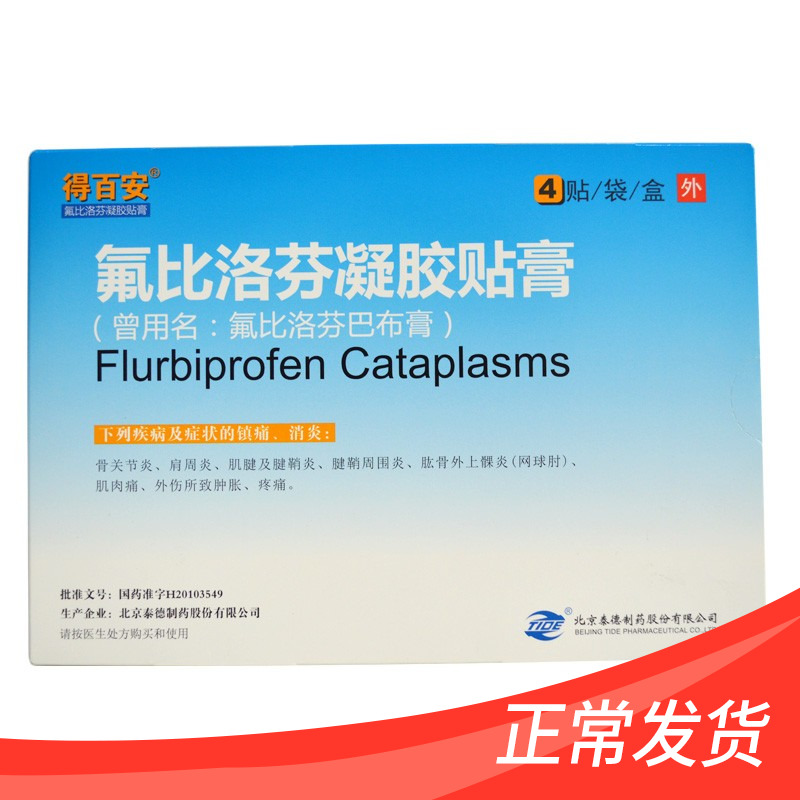 得百安®
氟比洛芬凝胶贴膏
4贴/袋/盒 外
氟比洛芬凝胶贴膏
(曾用名:氟比洛芬巴布膏)
Flurbiprofen Cataplasms
下列疾病及症状的镇痛、消炎:
骨关节炎、肩周炎、肌腱及腱鞘炎、腱鞘周围炎、肱骨外上髁炎(网球肘)、
肌肉痛、外伤所致肿胀、疼痛。
批准文号:国药准字H20103549
生产企业:北京泰德制药股份有限公司
请按医生处方购买和使用
TIDE®
北京泰德制药股份有限公司
BEIJING TIDE PHARMACEUTICAL CO.LTD
正常发货